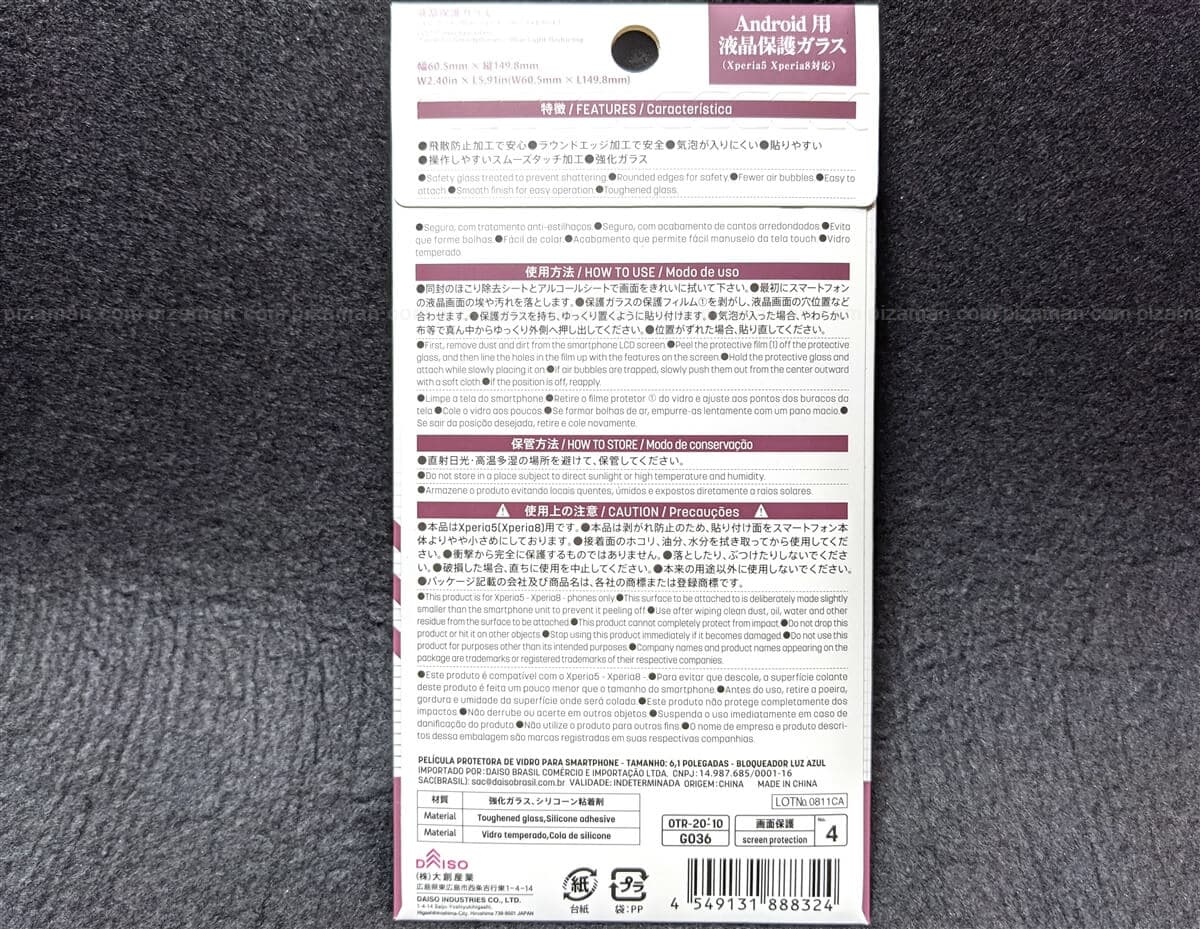 Android 用
液晶保護ガラス
(Xperia5 Xperia8対応)
幅60.5mm × 縦149.8mm
W2.40in × L5.91in(W60.5mm × L149.8mm)
特徴 / FEATURES / Característica
●飛散防止加工で安心●ラウンドエッジ加工で安全●気泡が入りにくい●貼りやすい
●操作しやすいスムーズタッチ加工●強化ガラス
●Safety glass treated to prevent shattering.●Rounded edges for safety.●Fewer air bubbles.●Easy to
attach.●Smooth finish for easy operation.●Toughened glass.
●Seguro, com tratamento anti-estilhaços.●Seguro, com acabamento de cantos arredondados.●Evita
que forme bolhas.●Fácil de colar.●Acabamento que permite fácil manuseio da tela touch.●Vidro
temperado.
使用方法 / HOW TO USE / Modo de uso
●同封のほこり除去シートとアルコールシートで画面をきれいに拭いて下さい。●最初にスマートフォン
の液晶画面の埃や汚れを落とします。●保護ガラスの保護フィルム①を剥がし、液晶画面の穴位置など
合わせます。●保護ガラスを持ち、ゆっくり置くように貼り付けます。●気泡が入った場合、やわらかい
布等で真ん中からゆっくり外側へ押し出してください。●位置がずれた場合、貼り直してください。
●First, remove dust and dirt from the smartphone LCD screen.●Peel the protective film (1) off the protective
glass, and then line the holes in the film up with the features on the screen.●Hold the protective glass and
attach while slowly placing it on.●If air bubbles are trapped, slowly push them out from the center outward
with a soft cloth.●If the position is off, reapply.
●Limpe a tela do smartphone.●Retire o filme protetor ① do vidro e ajuste aos pontos dos buracos da
tela.●Cole o vidro aos poucos.●Se formar bolhas de ar, empurre-as lentamente com um pano macio.●
Se sair da posição desejada, retire e cole novamente.
保管方法 / HOW TO STORE / Modo de conservação
●直射日光・高温多湿の場所を避けて、保管してください。
●Do not store in a place subject to direct sunlight or high temperature and humidity.
●Armazene o produto evitando locais quentes, úmidos e expostos diretamente a raios solares.
使用上の注意 / CAUTION / Precauções
●本品はXperia5(Xperia8)用です。●本品は剥がれ防止のため、貼り付け面をスマートフォン本
体よりやや小さめにしております。●接着面のホコリ、油分、水分を拭き取ってから使用してくだ
さい。●衝撃から完全に保護するものではありません。●落としたり、ぶつけたりしないでくださ
い。●破損した場合、直ちに使用を中止してください。●本来の用途以外に使用しないでください。
●パッケージ記載の会社及び商品名は、各社の商標または登録商標です。
●This product is for Xperia5 - Xperia8 - phones only.●This surface to be attached to is deliberately made slightly
smaller than the smartphone unit to prevent it peeling off.●Use after wiping clean dust, oil, water and other
residue from the surface to be attached.●This product cannot completely protect from impact.●Do not drop this
product or hit it on other objects.●Stop using this product immediately if it becomes damaged.●Do not use this
product for purposes other than its intended purposes.●Company names and product names appearing on the
package are trademarks or registered trademarks of their respective companies.
●Este produto é compatível com o Xperia5 - Xperia8 -.●Para evitar que descole, a superfície colante
deste produto é feita um pouco menor que o tamanho do smartphone.●Antes do uso, retire a poeira,
gordura e umidade da superfície onde será colada.●Este produto não protege completamente dos
impactos.●Não derrube ou acerte em outros objetos.●Suspenda o uso imediatamente em caso de
danificação do produto.●Não utilize o produto para outros fins.●O nome de empresa e produto descri-
tos dessa embalagem são marcas registradas em suas respectivas companhias.
PELÍCULA PROTETORA DE VIDRO PARA SMARTPHONE - TAMANHO: 6,1 POLEGADAS - BLOQUEADOR LUZ AZUL
IMPORTADO POR:DAISO BRASIL COMÉRCIO E IMPORTAÇÃO LTDA. CNPJ:14.987.685/0001-16
SAC(BRASIL): sac@daisobrasil.com.br VALIDADE: INDETERMINADA ORIGEM:CHINA MADE IN CHINA
材質 強化ガラス、シリコーン粘着剤
Material Toughened glass,Silicone adhesive
Material Vidro temperado,Cola de silicone
LOTNo.0811CA
OTR-20-10
G036
画面保護
screen protection
No. 4
DAISO
(株)大創産業
広島県東広島市西条吉行東1-4-14
DAISO INDUSTRIES CO., LTD.
1-4-14 Saijo Yoshiyukihigashi,
Higashihiroshima, Hiroshima 739-8501 JAPAN
紙
台紙
プラ
袋:PP
4 549131 888324
pizaman.com